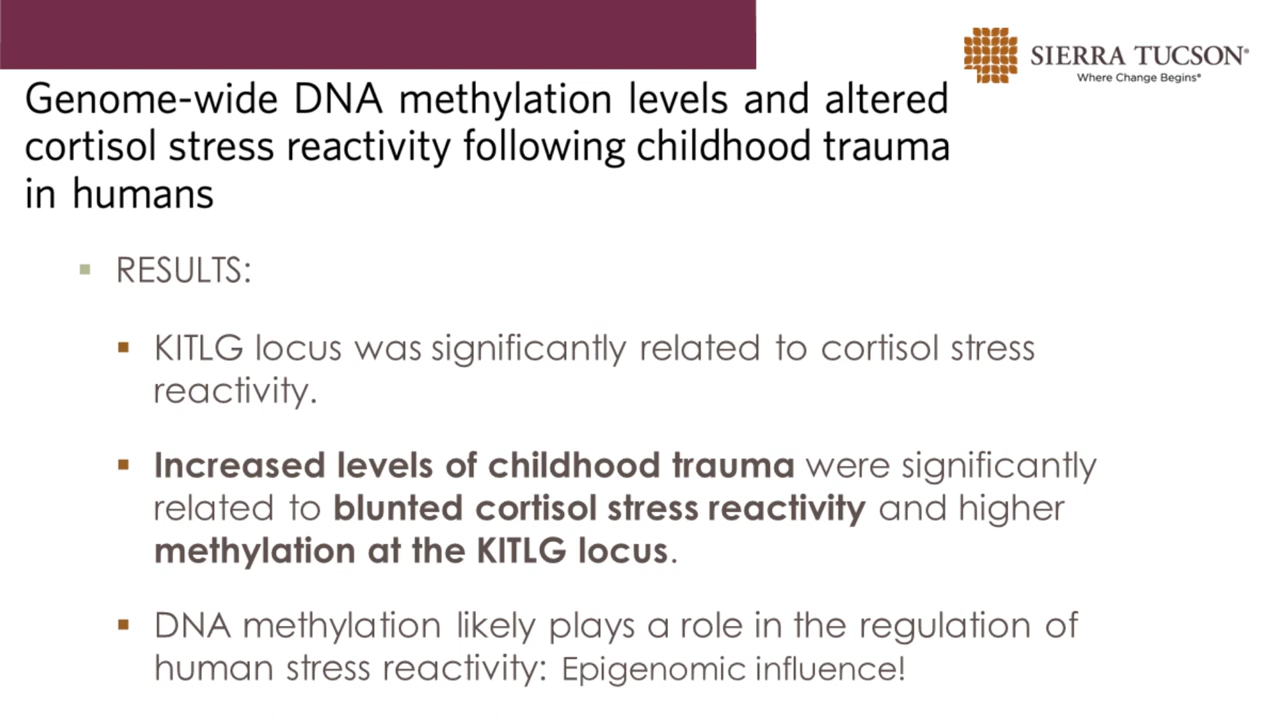 SIERRA TUCSON®
Where Change Begins®
Genome-wide DNA methylation levels and altered
cortisol stress reactivity following childhood trauma
in humans
▪ RESULTS:
▪ KITLG locus was significantly related to cortisol stress
reactivity.
▪ Increased levels of childhood trauma were significantly
related to blunted cortisol stress reactivity and higher
methylation at the KITLG locus.
▪ DNA methylation likely plays a role in the regulation of
human stress reactivity: Epigenomic influence!